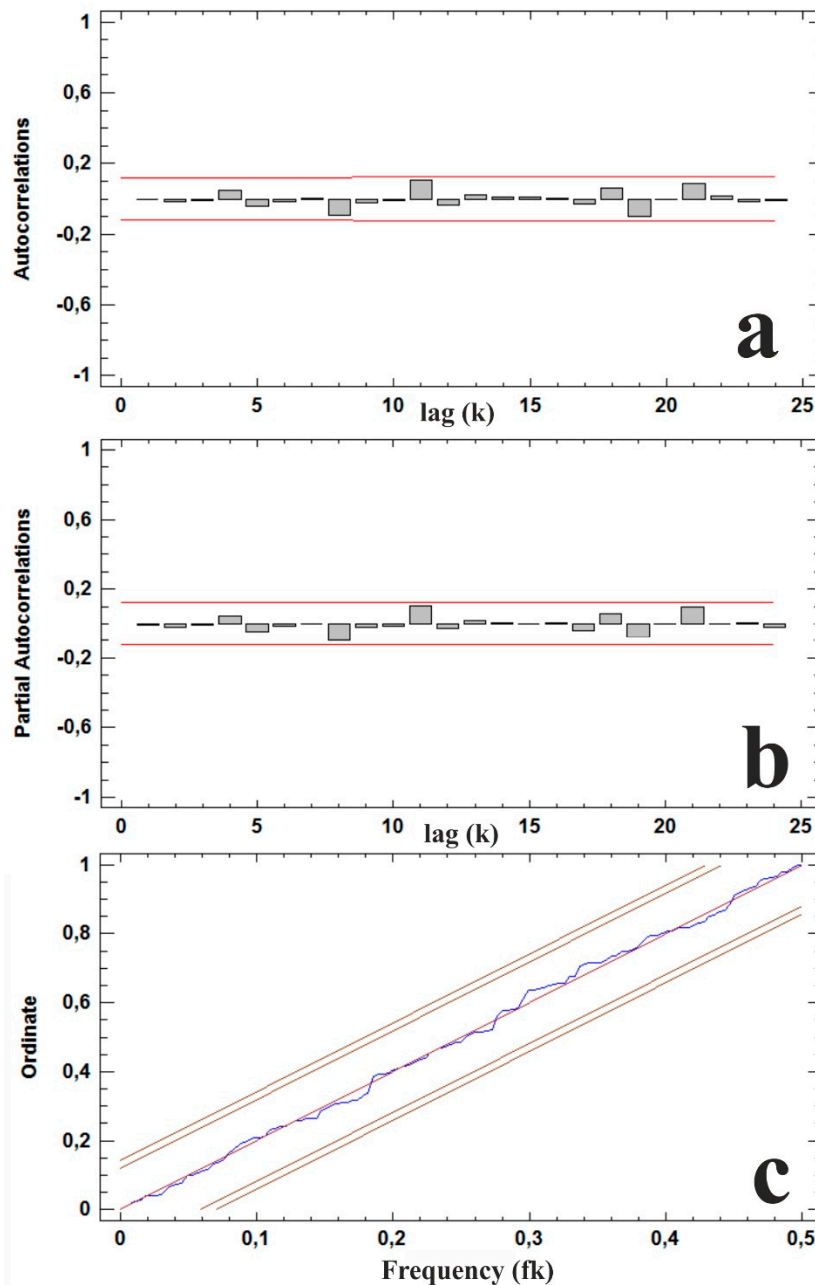 Autocorrelations
1
0,6
0,2
-0,2
-0,6
-1
0 5 10 15 20 25
lag (k)
a
Partial Autocorrelations
1
0,6
0,2
-0,2
-0,6
-1
0 5 10 15 20 25
lag (k)
b
Ordinate
1
0,8
0,6
0,4
0,2
0
0 0,1 0,2 0,3 0,4 0,5
Frequency (fk)
c